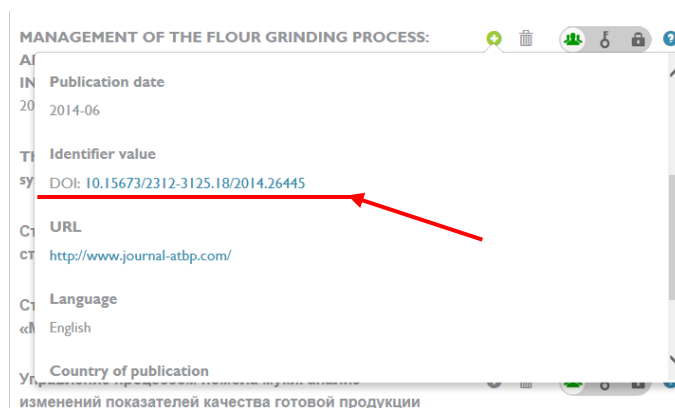 MANAGEMENT OF THE FLOUR GRINDING PROCESS:
Publication date
2014-06
Identifier value
DOI: 10.15673/2312-3125.18/2014.26445
URL
http://www.journal-atbp.com/
Language
English
Country of publication
изменений показателей качества готовой продукции